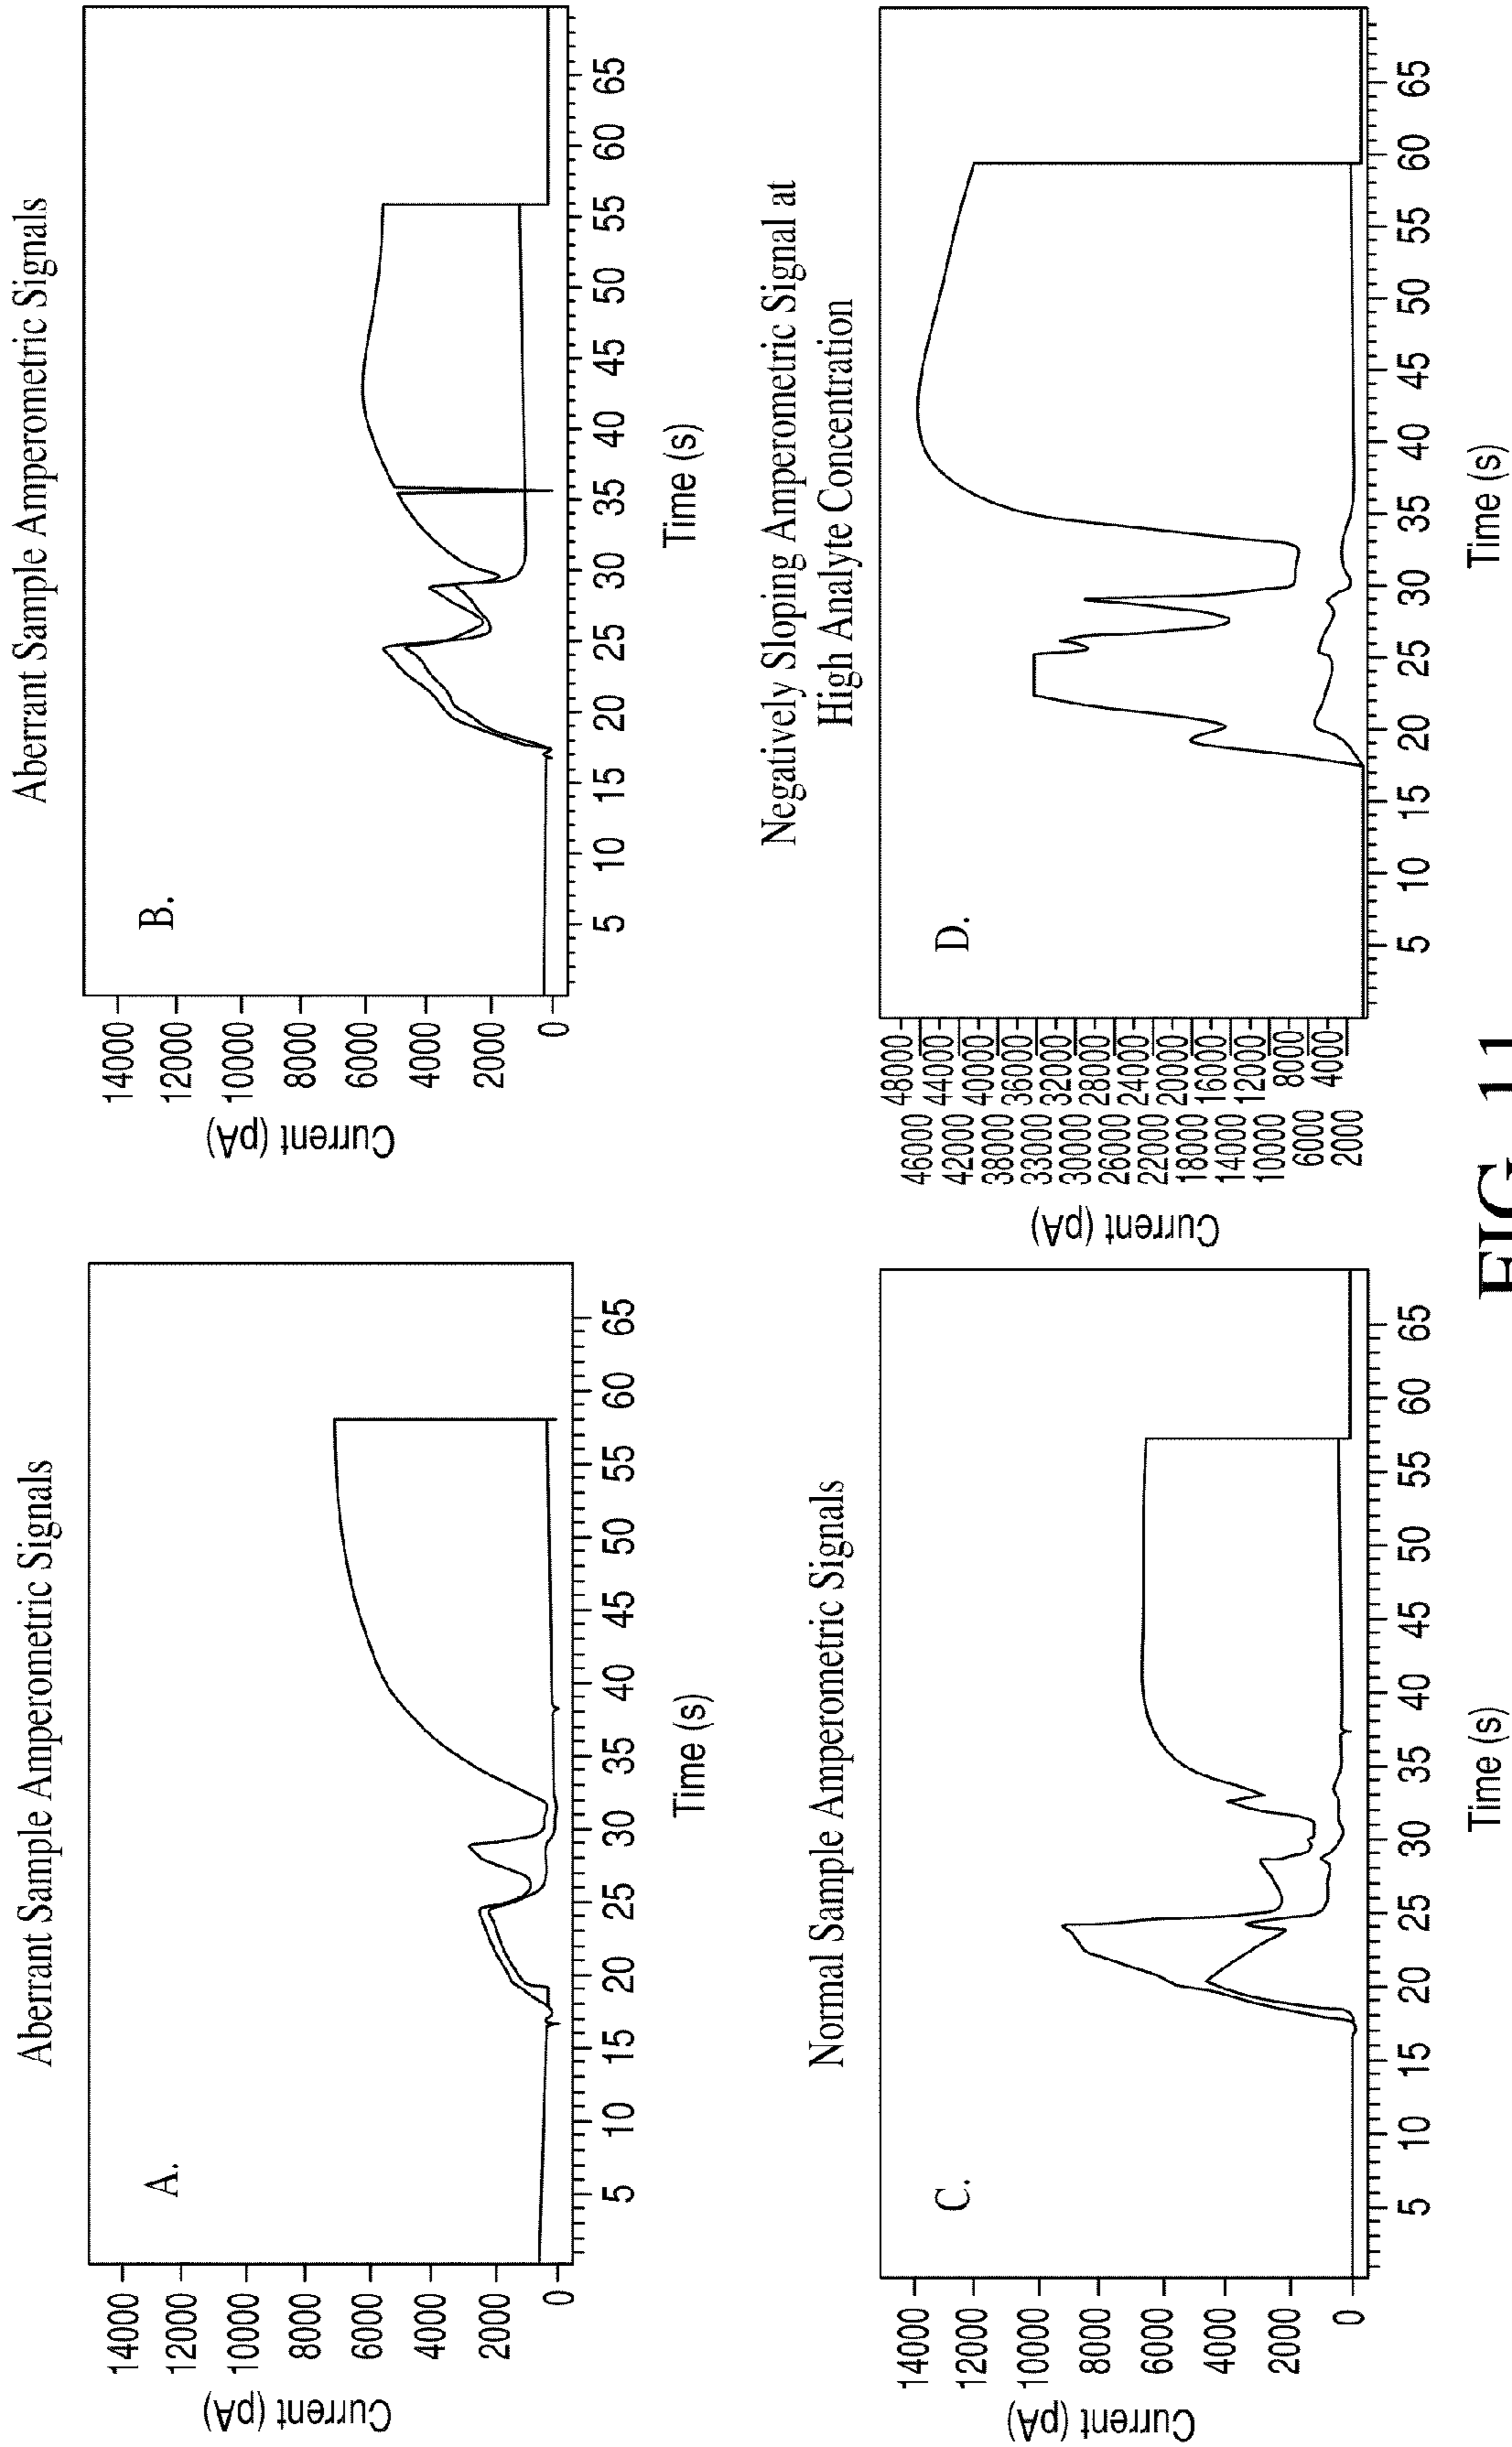 Aberrant Sample Amperometric Signals
A.
Current (pA)
14000
12000
10000
8000
6000
4000
2000
0
5 10 15 20 25 30 35 40 45 50 55 60 65
Time (s)
Aberrant Sample Amperometric Signals
B.
Current (pA)
14000
12000
10000
8000
6000
4000
2000
0
5 10 15 20 25 30 35 40 45 50 55 60 65
Time (s)
Normal Sample Amperometric Signals
C.
Current (pA)
14000
12000
10000
8000
6000
4000
2000
0
5 10 15 20 25 30 35 40 45 50 55 60 65
Time (s)
Negatively Sloping Amperometric Signal at
High Analyte Concentration
D.
Current (pA)
48000
46000
44000
42000
40000
38000
36000
33000
32000
30000
28000
26000
24000
22000
20000
18000
16000
14000
12000
10000
8000
6000
4000
2000
5 10 15 20 25 30 35 40 45 50 55 60 65
Time (s)
FIG. 11